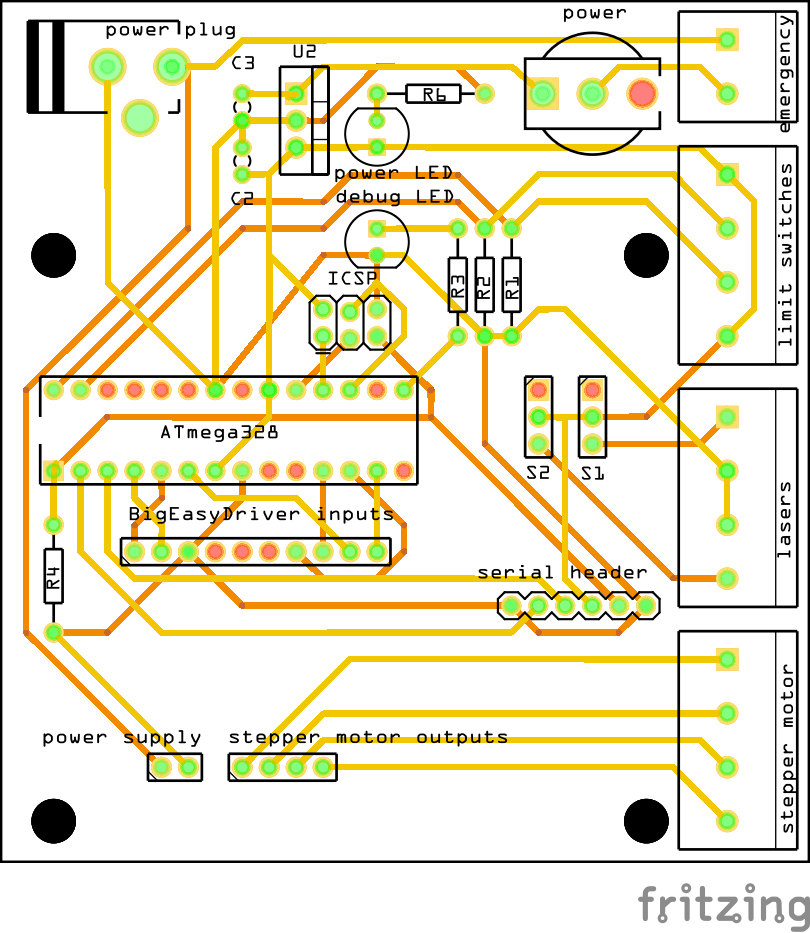 power
power plug
emergency
U2
C3
R6
power LED
C2
debug LED
limit switches
ICSP
R3
R2
R1
ATmega328
S2
S1
lasers
BigEasyDriver inputs
R4
serial header
stepper motor
power supply
stepper motor outputs
fritzing